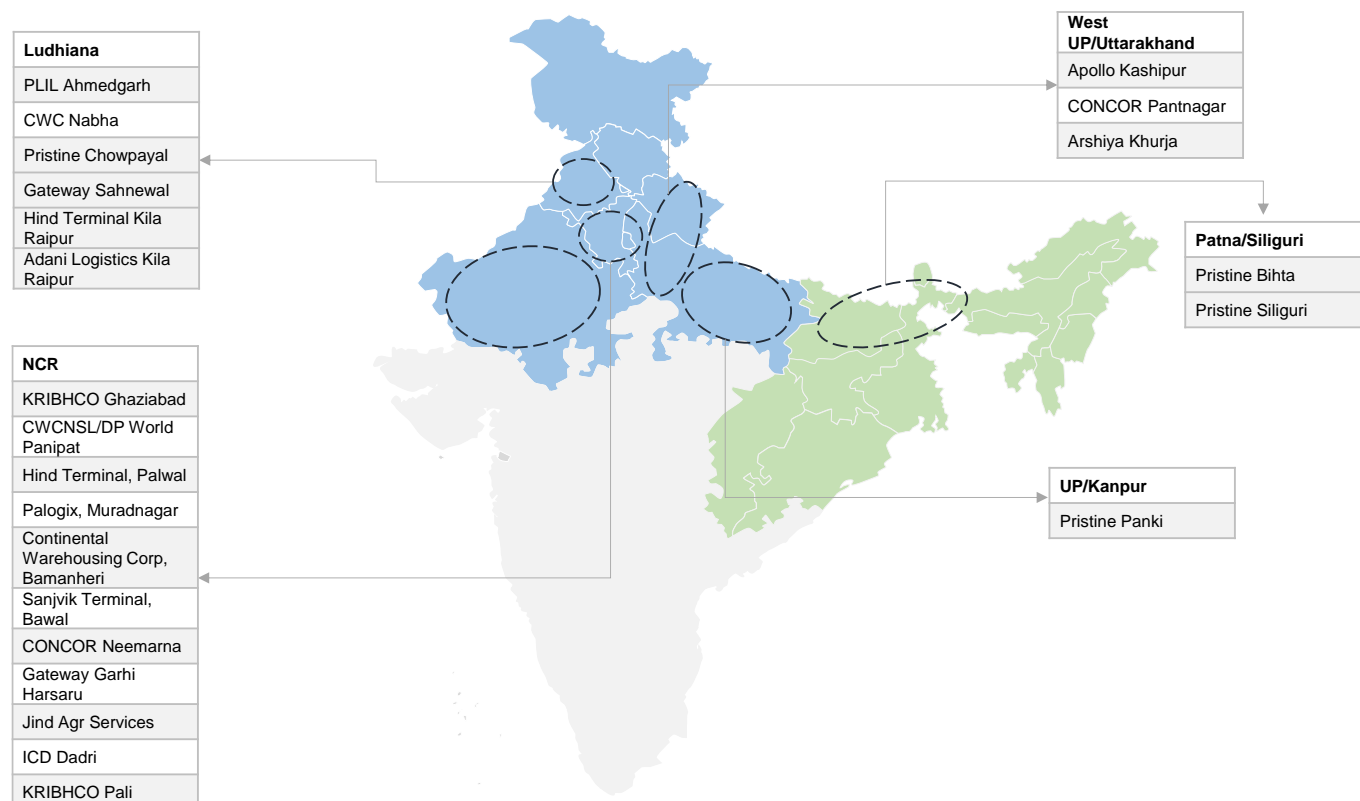 Ludhiana
PLIL Ahmedgarh
CWC Nabha
Pristine Chowpayal
Gateway Sahnewal
Hind Terminal Kila
Raipur
Adani Logistics Kila
Raipur
West
UP/Uttarakhand
Apollo Kashipur
CONCOR Pantnagar
Arshiya Khurja
Patna/Siliguri
Pristine Bihta
Pristine Siliguri
NCR
KRIBHCO Ghaziabad
CWCNSL/DP World
Panipat
Hind Terminal, Palwal
Palogix, Muradnagar
Continental
Warehousing Corp,
Bamanheri
Sanjvik Terminal,
Bawal
CONCOR Neemarna
Gateway Garhi
Harsaru
Jind Agr Services
ICD Dadri
KRIBHCO Pali
UP/Kanpur
Pristine Panki